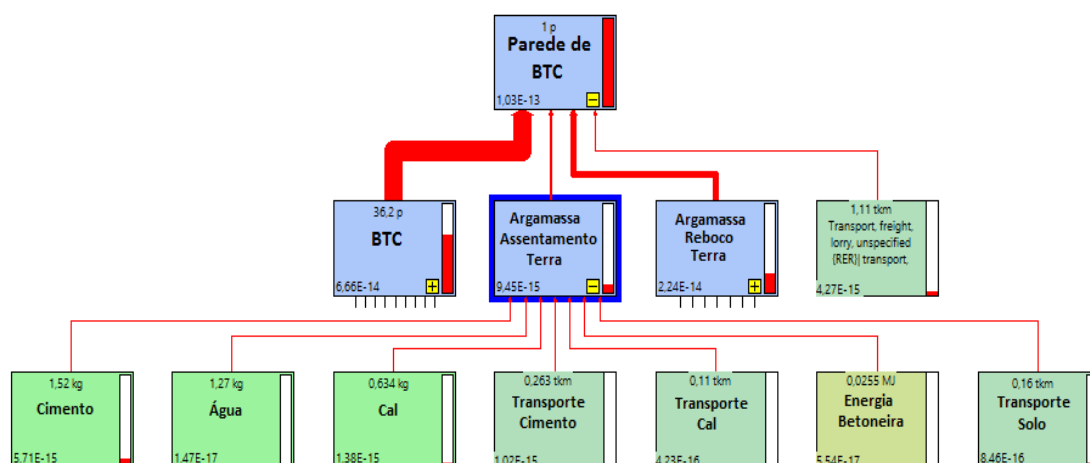 1 p
Parede de
BTC
1,03E-13
36,2 p
BTC
6,66E-14
Argamassa
Assentamento
Terra
9,45E-15
Argamassa
Reboco
Terra
2,24E-14
1,11 tkm
Transport, freight,
lorry, unspecified
{RER}| transport,
4,27E-15
1,52 kg
Cimento
5,71E-15
1,27 kg
Água
1,47E-17
0,634 kg
Cal
1,38E-15
0,263 tkm
Transporte
Cimento
1,02E-15
0,11 tkm
Transporte
Cal
4,23E-16
0,0255 MJ
Energia
Betoneira
5,54E-17
0,16 tkm
Transporte
Solo
8,46E-16